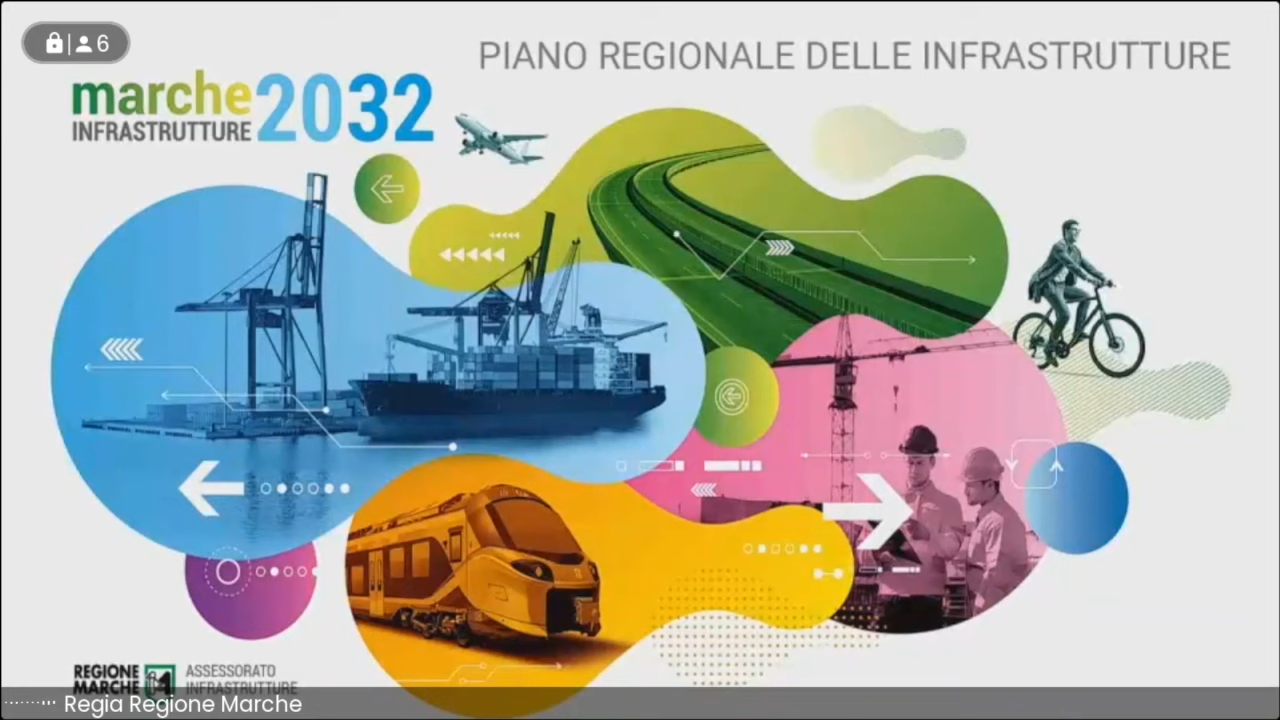 6
PIANO REGIONALE DELLE INFRASTRUTTURE
marche 2032
INFRASTRUTTURE
REGIONE MARCHE
ASSESSORATO INFRASTRUTTURE
Regia Regione Marche